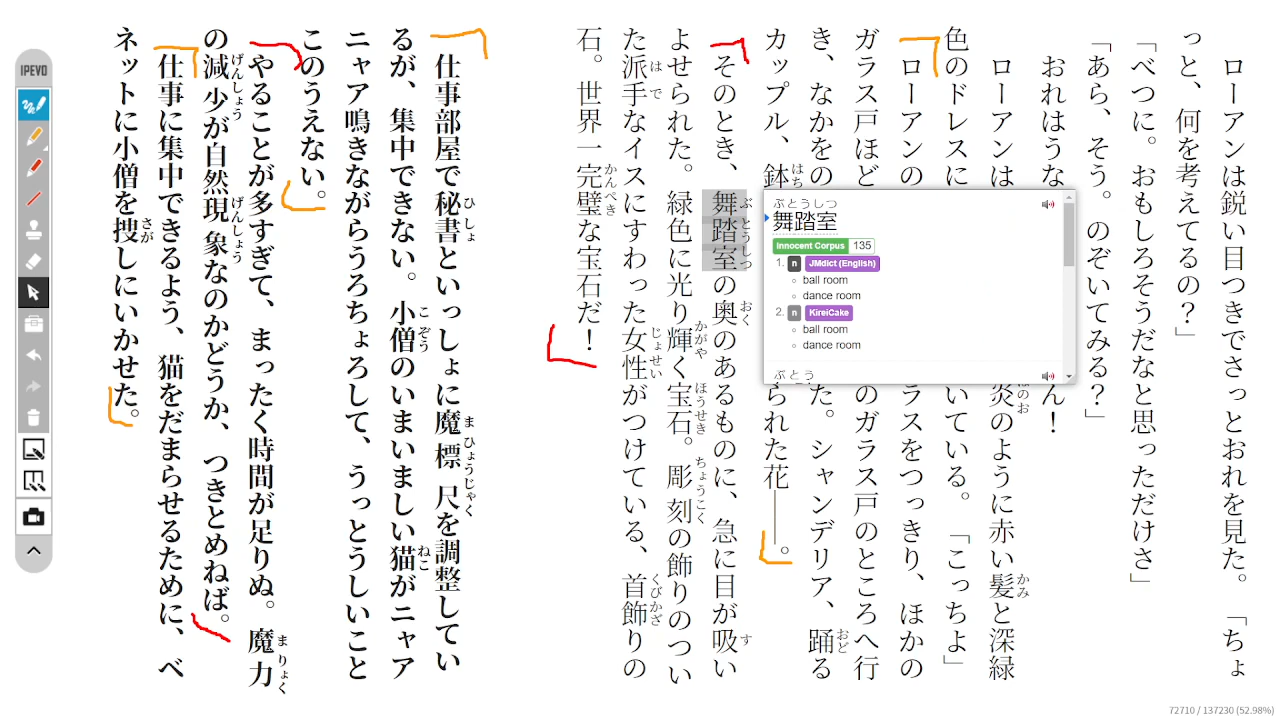 ローアンは鋭い目つきでさっとおれを見た。「ちょ
っと、何を考えてるの？」
「べつに。おもしろそうだなと思っただけさ」
「あら、そう。のぞいてみる？」
おれはうな ん！
ローアンは 炎のように赤い髪と深緑
色のドレスに いている。「こっちよ」
ローアンの ラスをつっきり、ほかの
ガラス戸ほど のガラス戸のところへ行
き、なかをの た。シャンデリア、踊る
カップル、鉢 られた花――。
そのとき、舞踏室の奥のあるものに、急に目が吸い
よせられた。緑色に光り輝く宝石。彫刻の飾りのつい
た派手なイスにすわった女性がつけている、首飾りの
石。世界一完璧な宝石だ！
仕事部屋で秘書といっしょに魔標尺を調整してい
るが、集中できない。小僧のいまいましい猫がニャア
ニャア鳴きながらうろちょろして、うっとうしいこと
このうえない。
やることが多すぎて、まったく時間が足りぬ。魔力
の減少が自然現象なのかどうか、つきとめねば。
仕事に集中できるよう、猫をだまらせるために、ベ
ネットに小僧を捜しにいかせた。
ぶとうしつ
舞踏室
Innocent Corpus 135
1. n JMdict (English)
ball room
dance room
2. n KireiCake
ball room
dance room
ぶとう
IPEVO
72710 / 137230 (52.98%)